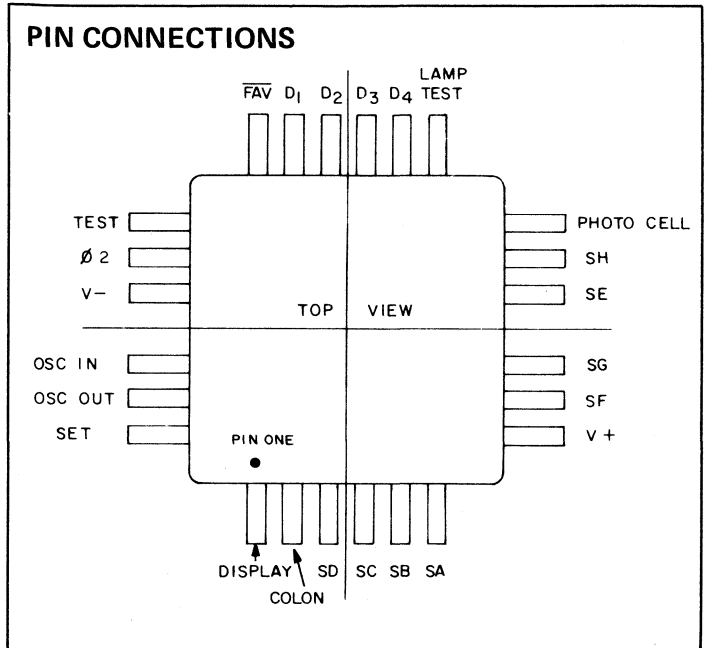 PIN CONNECTIONS
LAMP
FAV D1 D2 D3 D4 TEST
TEST PHOTO CELL
Ø 2 SH
V– SE
TOP VIEW
OSC IN SG
OSC OUT SF
SET V +
PIN ONE
DISPLAY SD SC SB SA
COLON